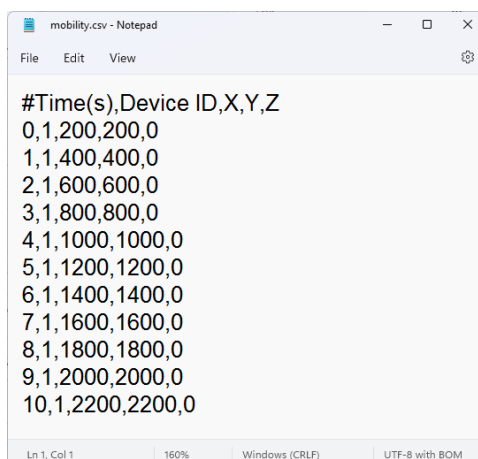 mobility.csv - Notepad
File Edit View
#Time(s),Device ID,X,Y,Z
0,1,200,200,0
1,1,400,400,0
2,1,600,600,0
3,1,800,800,0
4,1,1000,1000,0
5,1,1200,1200,0
6,1,1400,1400,0
7,1,1600,1600,0
8,1,1800,1800,0
9,1,2000,2000,0
10,1,2200,2200,0
Ln 1, Col 1 160% Windows (CRLF) UTF-8 with BOM